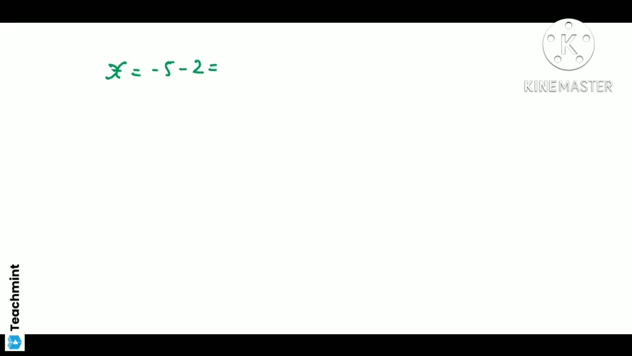 x = -5 - 2 =
KINEMASTER
Teachmint